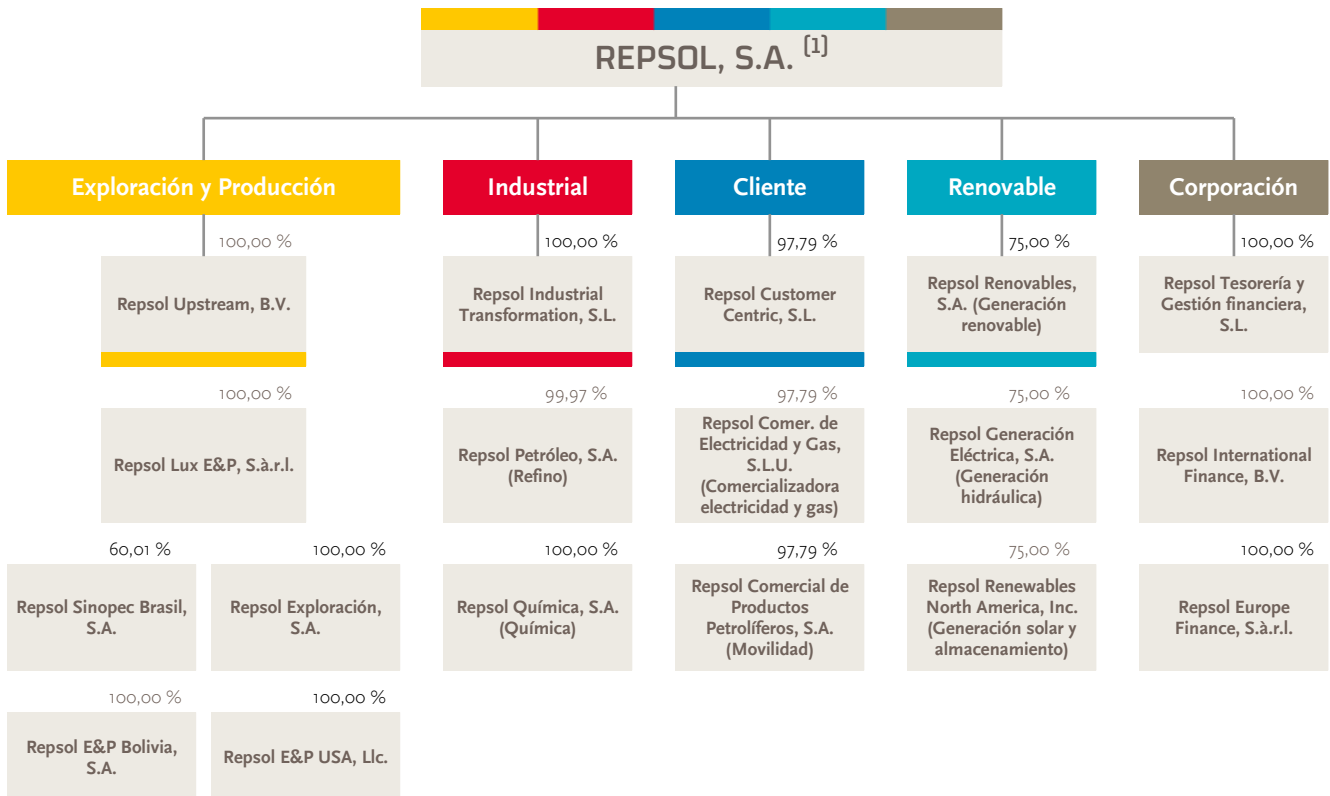 REPSOL, S.A. [1]
Exploración y Producción
Industrial
Cliente
Renovable
Corporación
100,00 %
100,00 %
97,79 %
75,00 %
100,00 %
Repsol Upstream, B.V.
Repsol Industrial
Transformation, S.L.
Repsol Customer
Centric, S.L.
Repsol Renovables,
S.A. (Generación
renovable)
Repsol Tesorería y
Gestión financiera,
S.L.
100,00 %
99,97 %
97,79 %
75,00 %
100,00 %
Repsol Lux E&P, S.à.r.l.
Repsol Petróleo, S.A.
(Refino)
Repsol Comer. de
Electricidad y Gas,
S.L.U.
(Comercializadora
electricidad y gas)
Repsol Generación
Eléctrica, S.A.
(Generación
hidráulica)
Repsol International
Finance, B.V.
60,01 %
100,00 %
100,00 %
97,79 %
75,00 %
100,00 %
Repsol Sinopec Brasil,
S.A.
Repsol Exploración,
S.A.
Repsol Química, S.A.
(Química)
Repsol Comercial de
Productos
Petrolíferos, S.A.
(Movilidad)
Repsol Renewables
North America, Inc.
(Generación solar y
almacenamiento)
Repsol Europe
Finance, S.à.r.l.
100,00 %
100,00 %
Repsol E&P Bolivia,
S.A.
Repsol E&P USA, Llc.